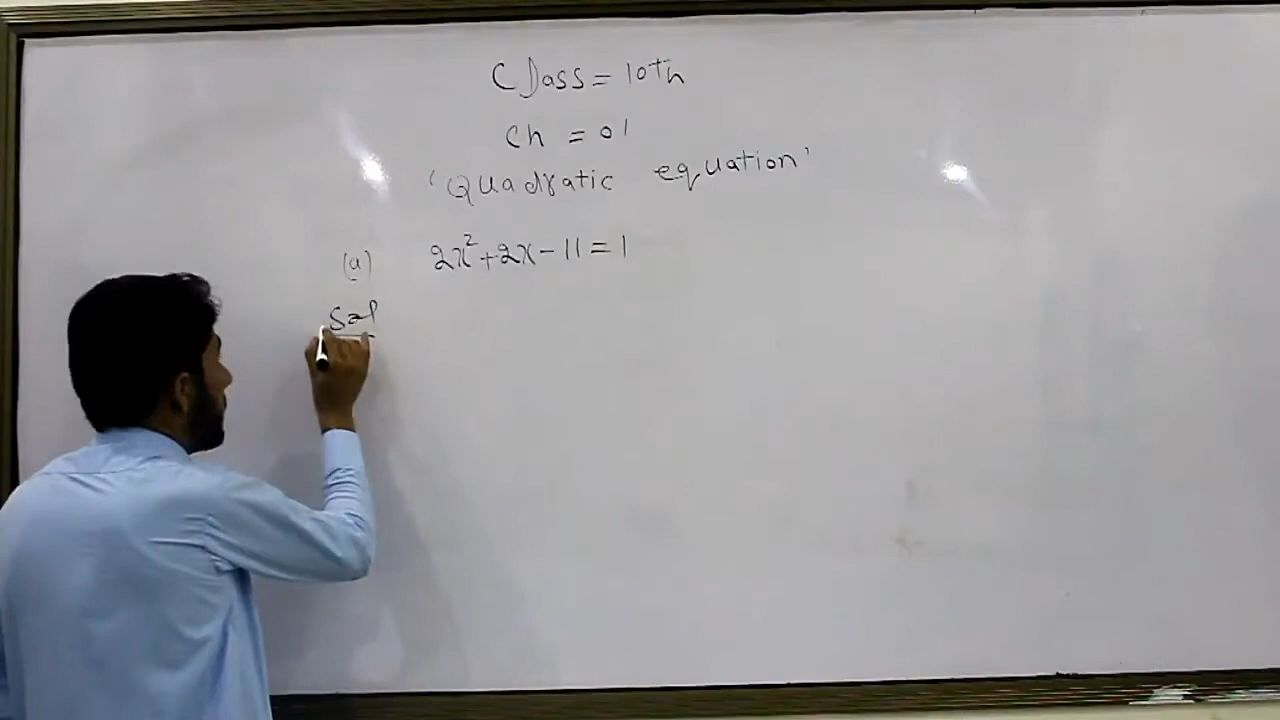 Class = 10th
Ch = 01
'Quadratic equation'
(a) 2x²+2x-11=1
Sol